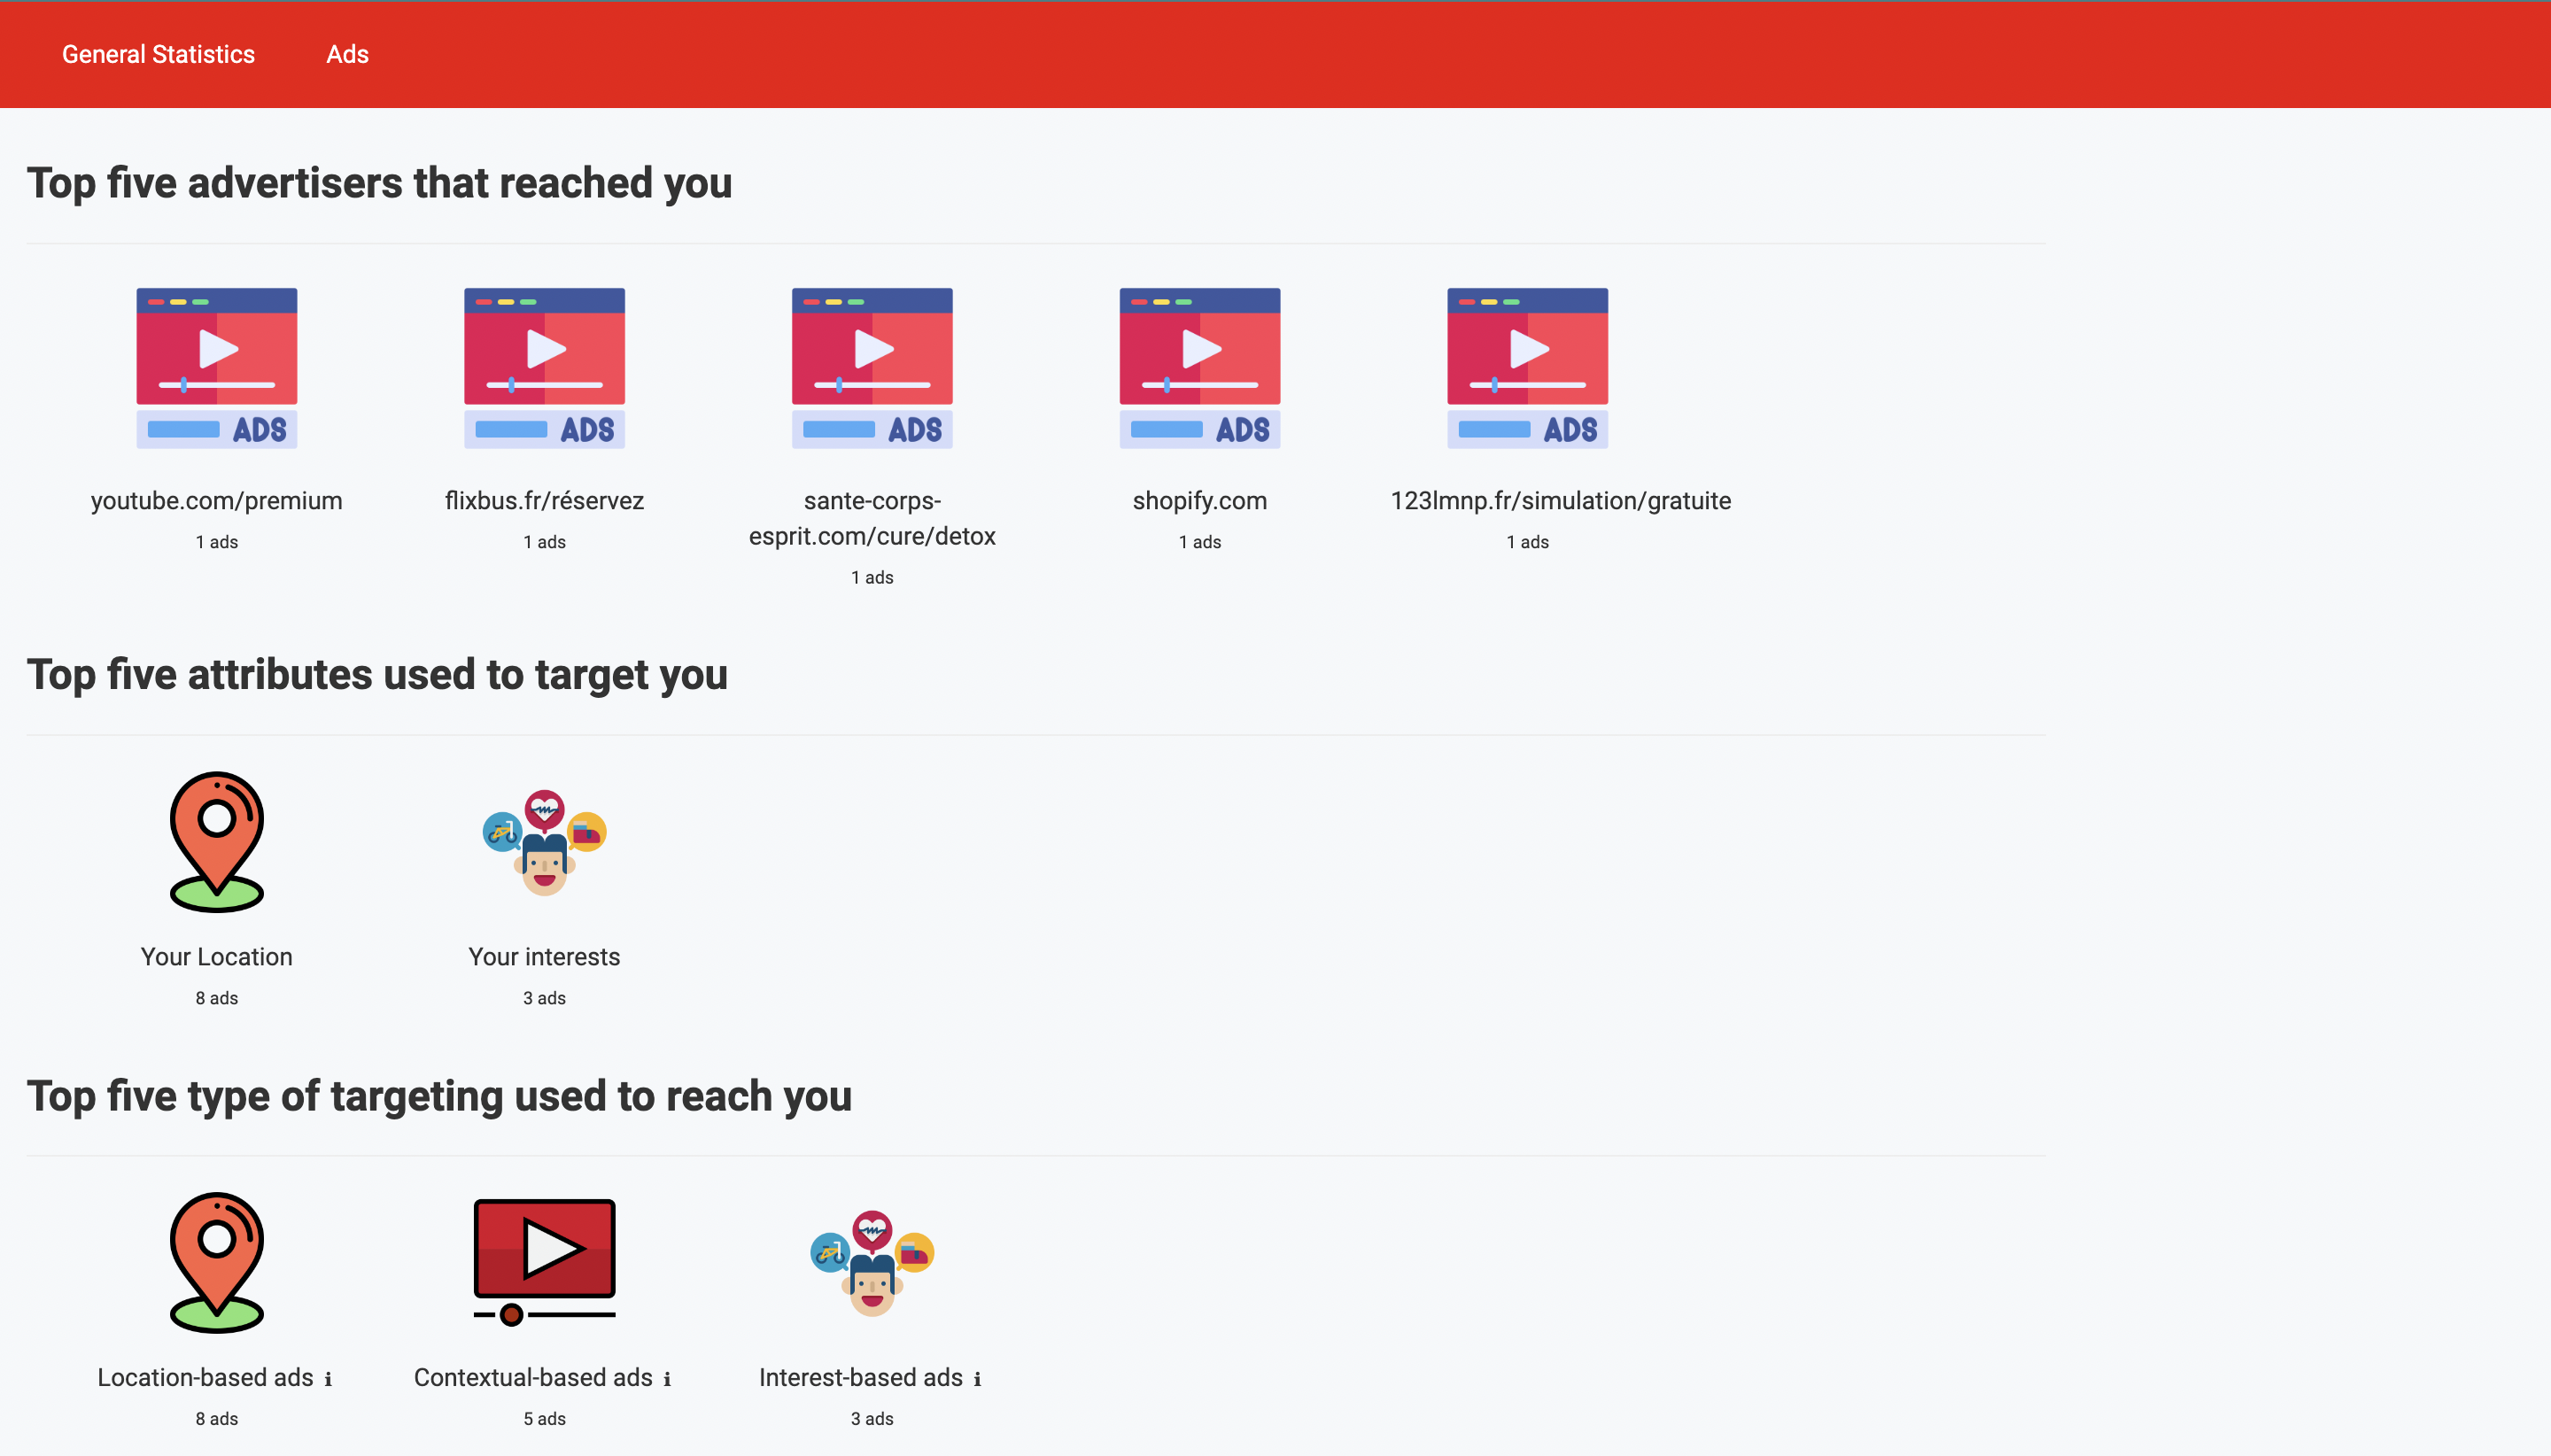 General Statistics
Ads
Top five advertisers that reached you
ADS
ADS
ADS
ADS
ADS
youtube.com/premium
1 ads
flixbus.fr/réservez
1 ads
sante-corps-
esprit.com/cure/detox
1 ads
shopify.com
1 ads
123lmnp.fr/simulation/gratuite
1 ads
Top five attributes used to target you
Your Location
8 ads
Your interests
3 ads
Top five type of targeting used to reach you
Location-based ads i
8 ads
Contextual-based ads i
5 ads
Interest-based ads i
3 ads